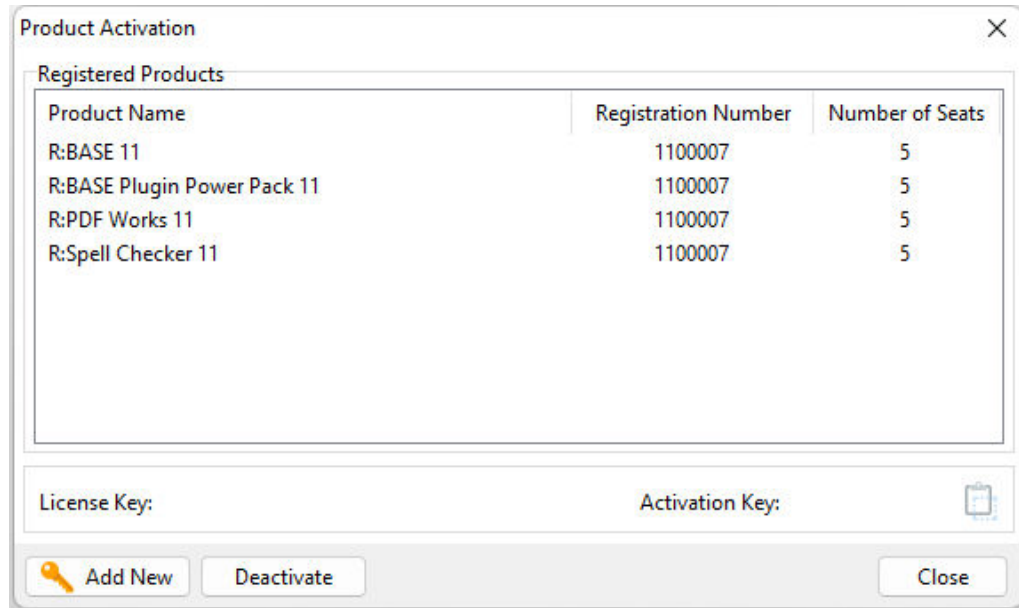 Product Activation
Registered Products
Product Name Registration Number Number of Seats
R:BASE 11 1100007 5
R:BASE Plugin Power Pack 11 1100007 5
R:PDF Works 11 1100007 5
R:Spell Checker 11 1100007 5
License Key: Activation Key:
Add New Deactivate Close